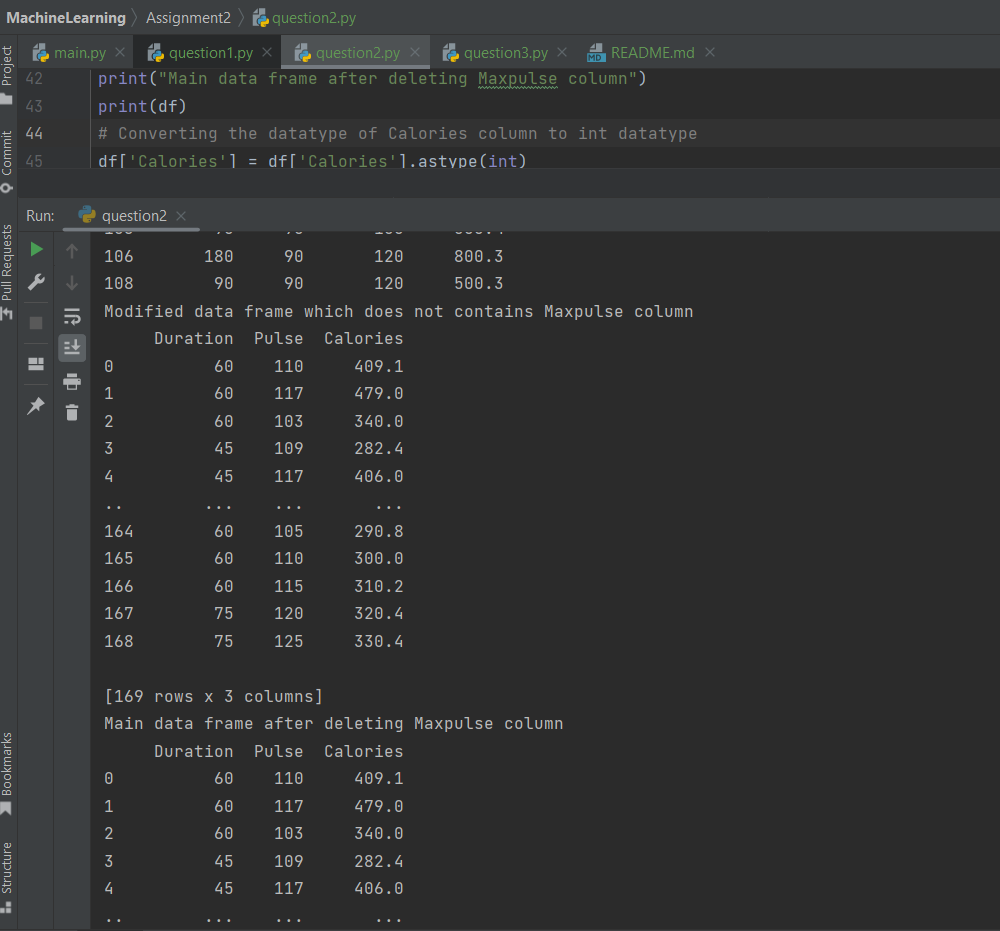 MachineLearning Assignment2 question2.py
main.py question1.py question2.py question3.py README.md
42 print("Main data frame after deleting Maxpulse column")
43 print(df)
44 # Converting the datatype of Calories column to int datatype
45 df['Calories'] = df['Calories'].astype(int)
Run: question2
106 180 90 120 800.3
108 90 90 120 500.3
Modified data frame which does not contains Maxpulse column
Duration Pulse Calories
0 60 110 409.1
1 60 117 479.0
2 60 103 340.0
3 45 109 282.4
4 45 117 406.0
.. ... ... ...
164 60 105 290.8
165 60 110 300.0
166 60 115 310.2
167 75 120 320.4
168 75 125 330.4
[169 rows x 3 columns]
Main data frame after deleting Maxpulse column
Duration Pulse Calories
0 60 110 409.1
1 60 117 479.0
2 60 103 340.0
3 45 109 282.4
4 45 117 406.0
.. ... ... ...
Project
Commit
Pull Requests
Bookmarks
Structure